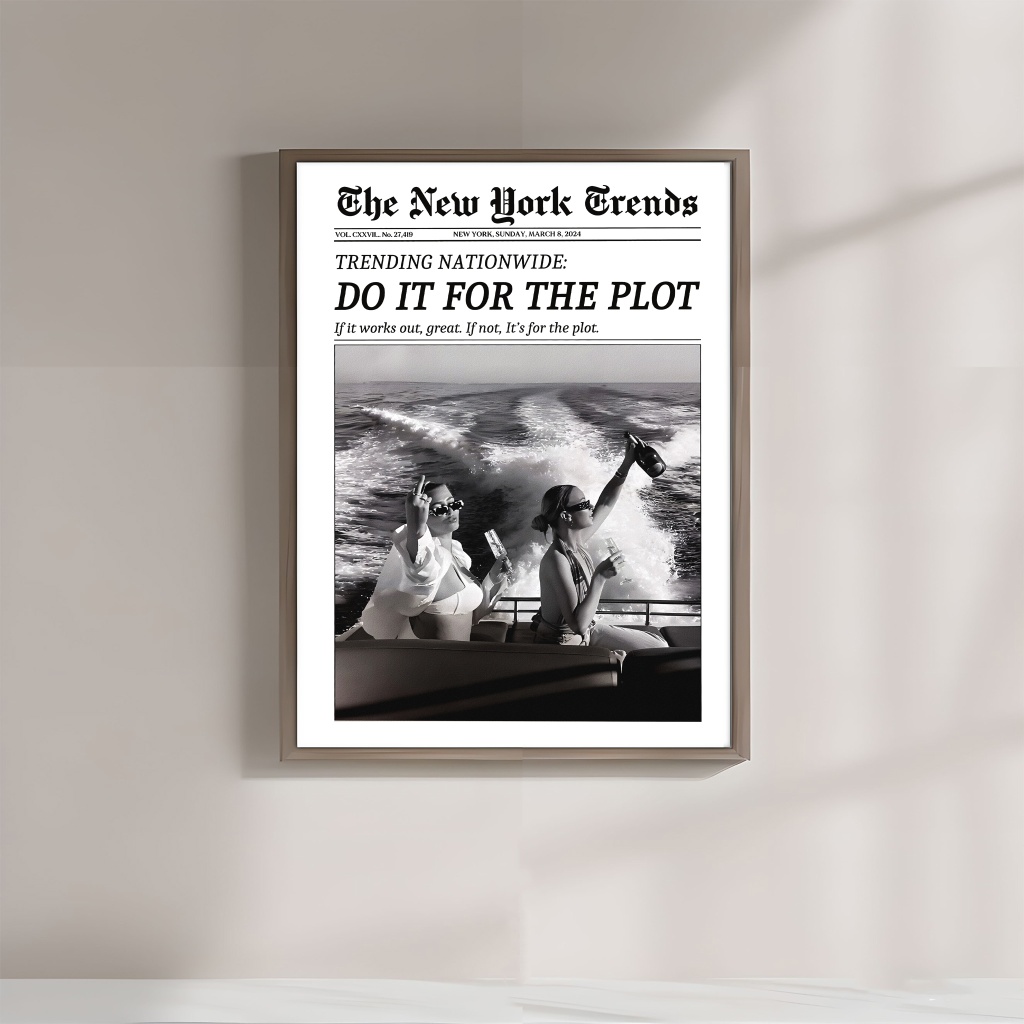 The New York Trends
VOL. CXXVII... No. 27,419 NEW YORK, SUNDAY, MARCH 8, 2024
TRENDING NATIONWIDE:
DO IT FOR THE PLOT
If it works out, great. If not, It's for the plot.